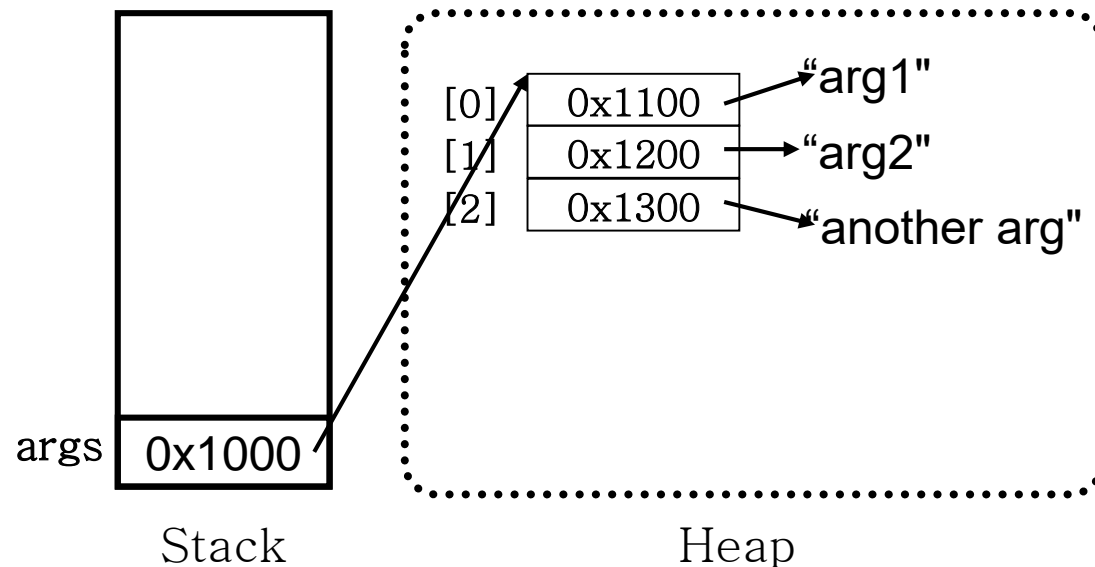 [0] 0x1100 “arg1"
[1] 0x1200 “arg2"
[2] 0x1300 “another arg"
args 0x1000
Stack Heap